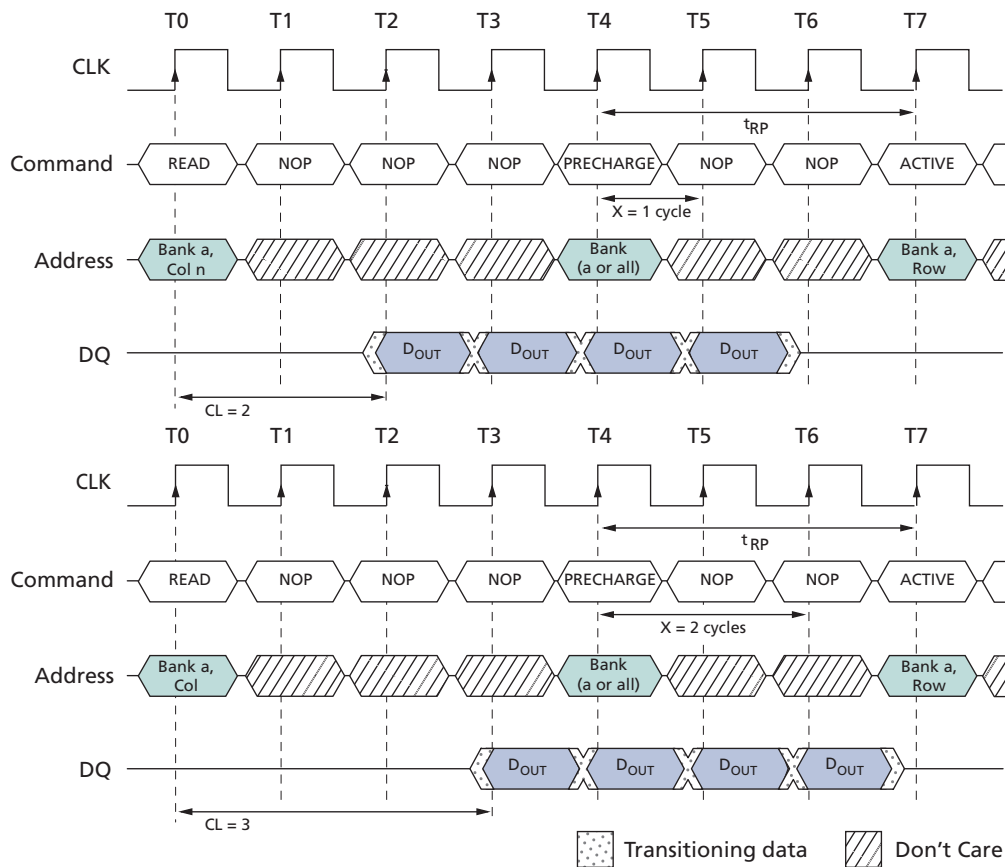 T0 T1 T2 T3 T4 T5 T6 T7
CLK
tRP
Command READ NOP NOP NOP PRECHARGE NOP NOP ACTIVE
X = 1 cycle
Address Bank a, Col n Bank (a or all) Bank a, Row
DQ DOUT DOUT DOUT DOUT
CL = 2
T0 T1 T2 T3 T4 T5 T6 T7
CLK
tRP
Command READ NOP NOP NOP PRECHARGE NOP NOP ACTIVE
X = 2 cycles
Address Bank a, Col Bank (a or all) Bank a, Row
DQ DOUT DOUT DOUT DOUT
CL = 3
Transitioning data Don't Care